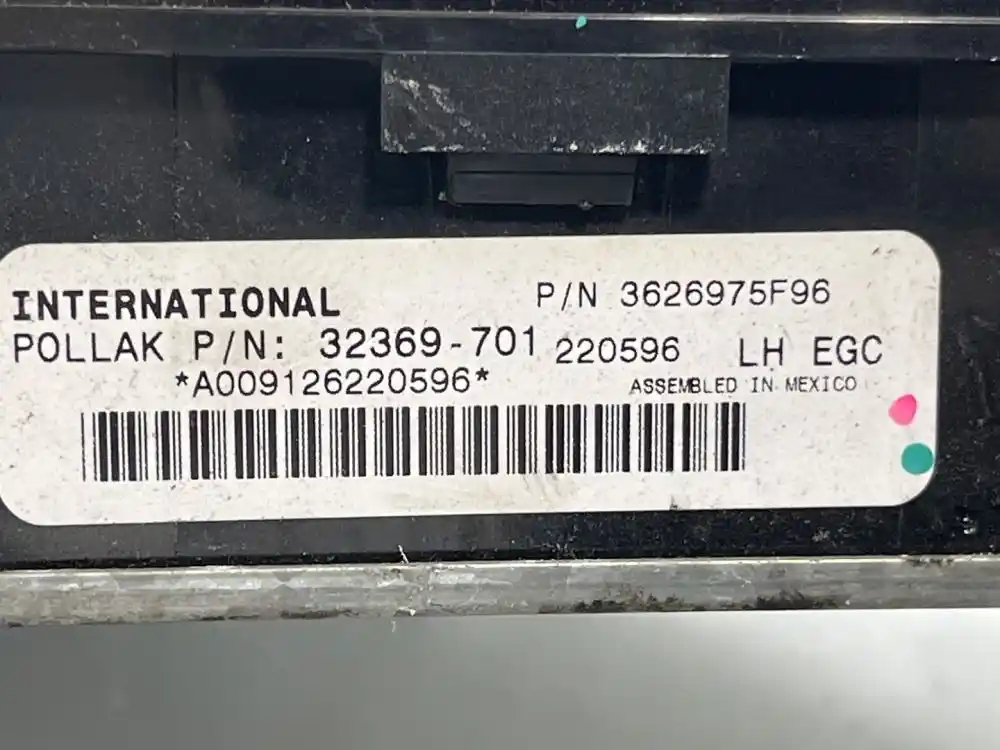 INTERNATIONAL P/N 3626975F96
POLLAK P/N: 32369-701 220596 LH EGC
*A009126220596* ASSEMBLED IN MEXICO